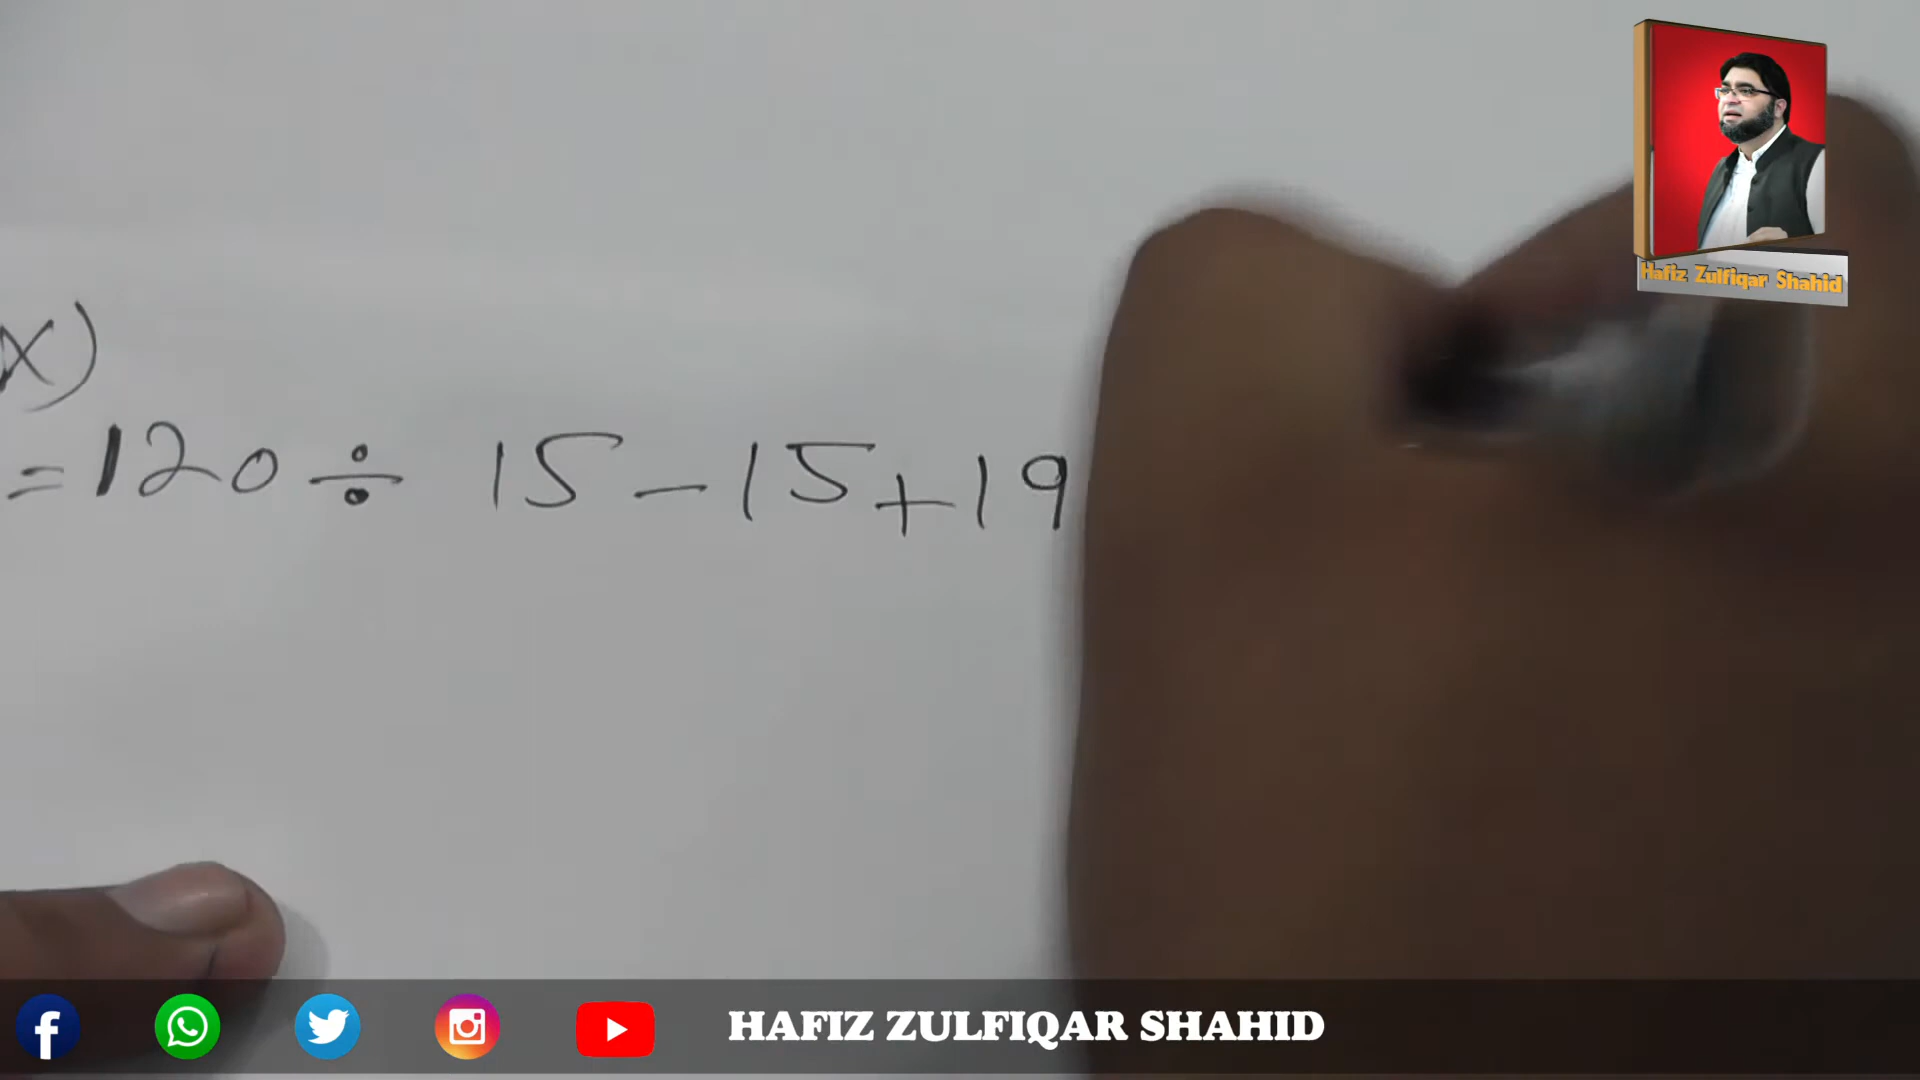 Hafiz Zulfiqar Shahid
x)
= 120 ÷ 15 - 15 + 19
HAFIZ ZULFIQAR SHAHID